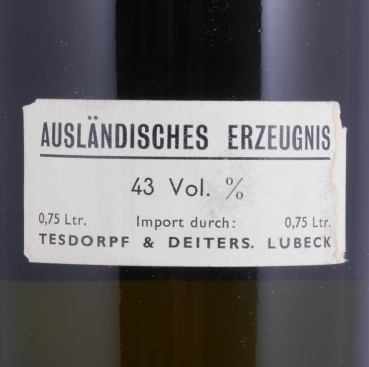 AUSLÄNDISCHES ERZEUGNIS
43 Vol. %
0,75 Ltr. Import durch: 0,75 Ltr.
TESDORPF & DEITERS. LUBECK